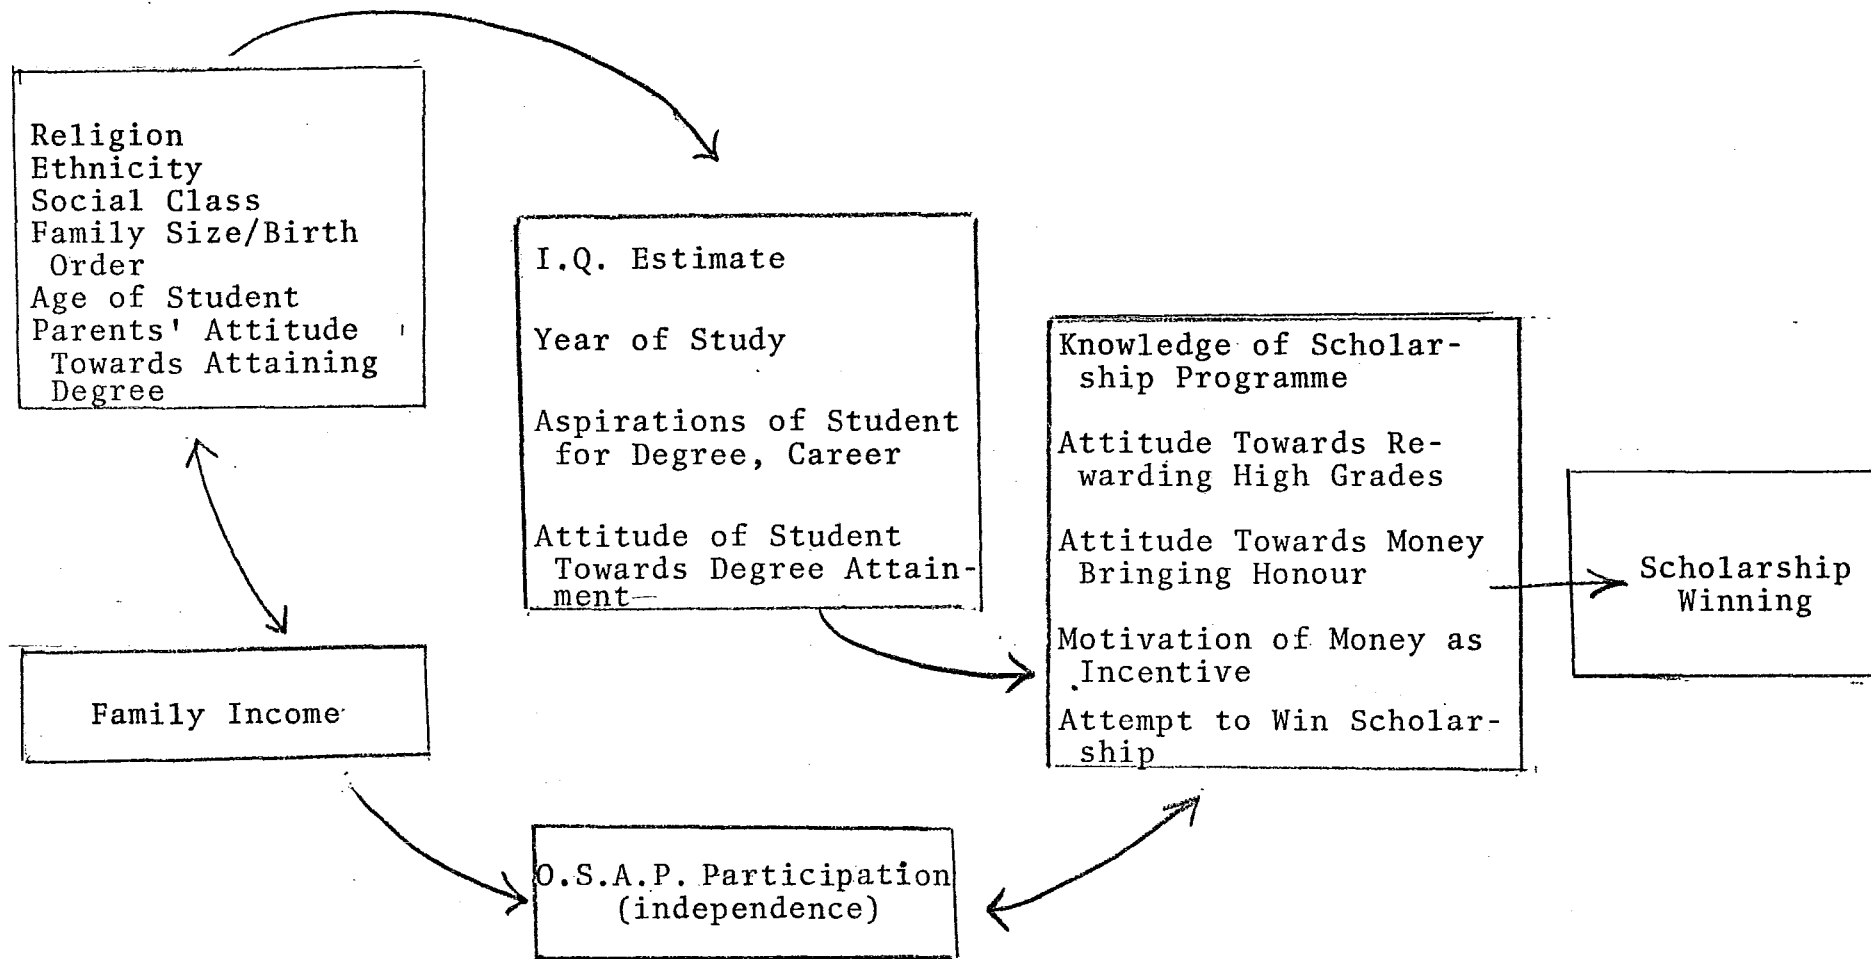 Religion
Ethnicity
Social Class
Family Size/Birth
Order
Age of Student
Parents' Attitude
Towards Attaining
Degree
Family Income
I.Q. Estimate
Year of Study
Aspirations of Student
for Degree, Career
Attitude of Student
Towards Degree Attain-
ment
O.S.A.P. Participation
(independence)
Knowledge of Scholar-
ship Programme
Attitude Towards Re-
warding High Grades
Attitude Towards Money
Bringing Honour
Motivation of Money as
Incentive
Attempt to Win Scholar-
ship
Scholarship
Winning